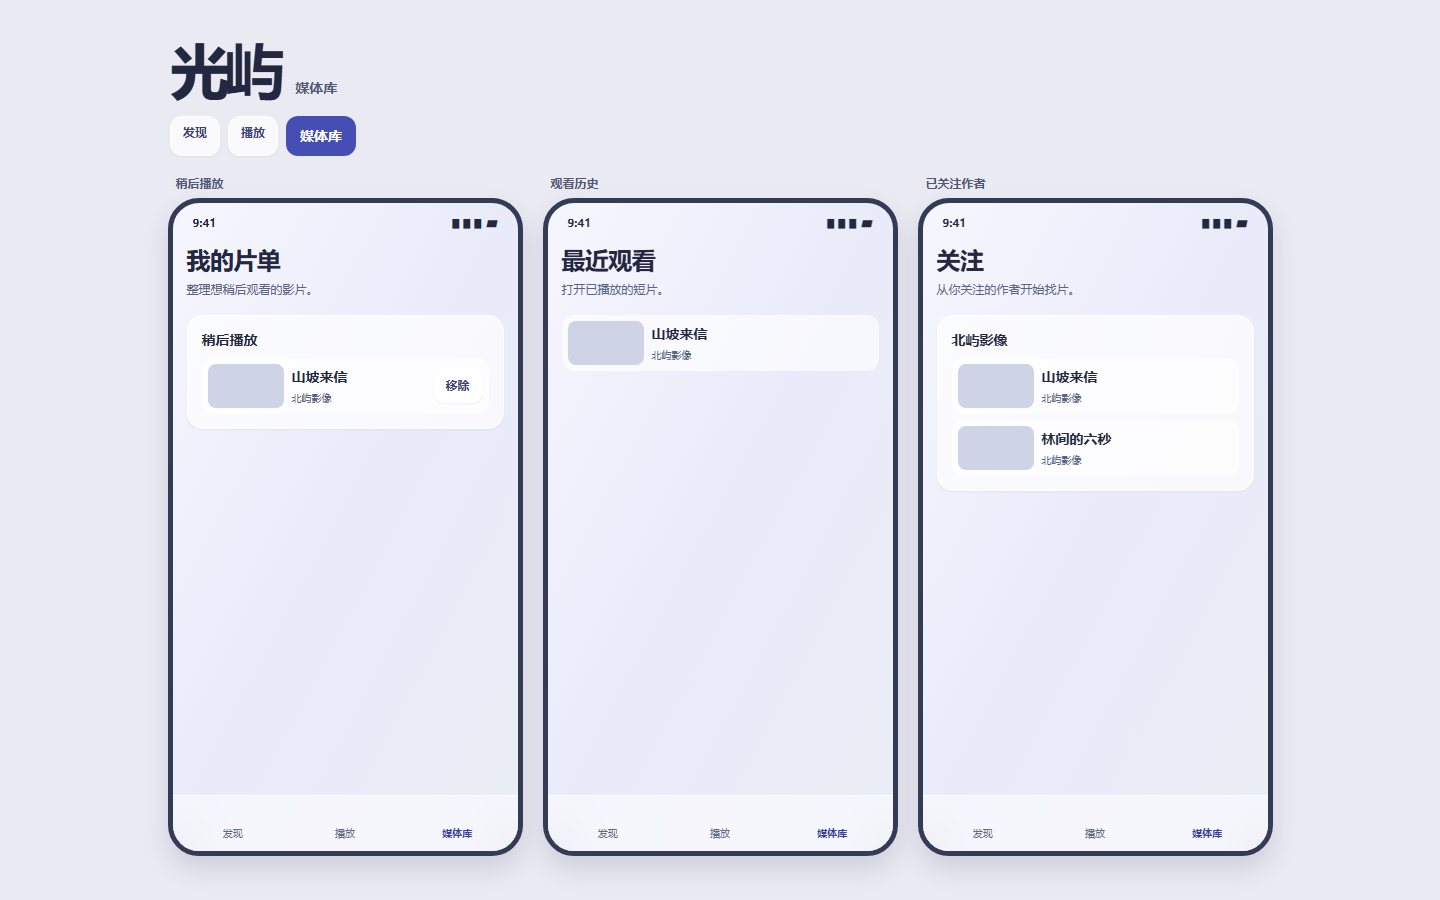 光屿 媒体库
发现 播放 媒体库
稍后播放
9:41
我的片单
整理想稍后观看的影片。
稍后播放
山坡来信
北屿影像
移除
发现 播放 媒体库
观看历史
9:41
最近观看
打开已播放的短片。
山坡来信
北屿影像
发现 播放 媒体库
已关注作者
9:41
关注
从你关注的作者开始找片。
北屿影像
山坡来信
北屿影像
林间的六秒
北屿影像
发现 播放 媒体库